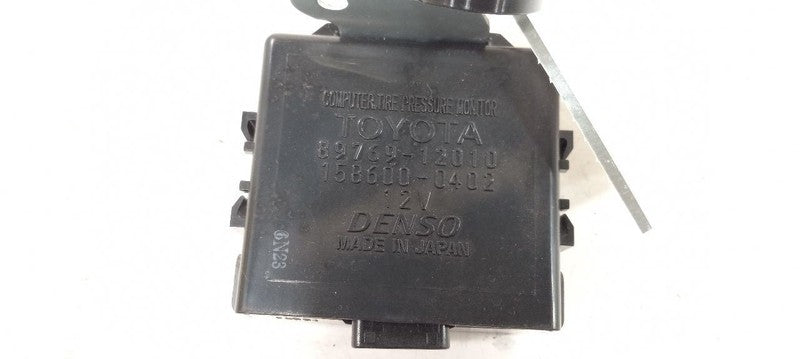 COMPUTER.TIRE PRESSURE MONITOR
TOYOTA
89769-12010
158600-0402
12V
DENSO
MADE IN JAPAN
6N23